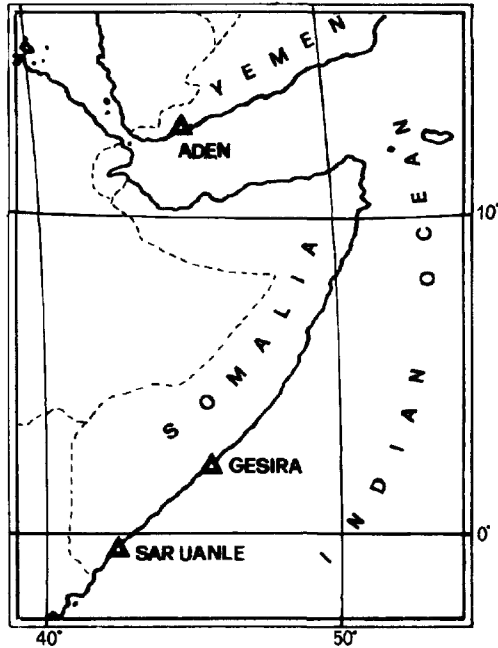 YEMEN
ADEN
INDIAN OCEAN
10°
SOMALIA
GESIRA
0°
SAR UANLE
40°
50°